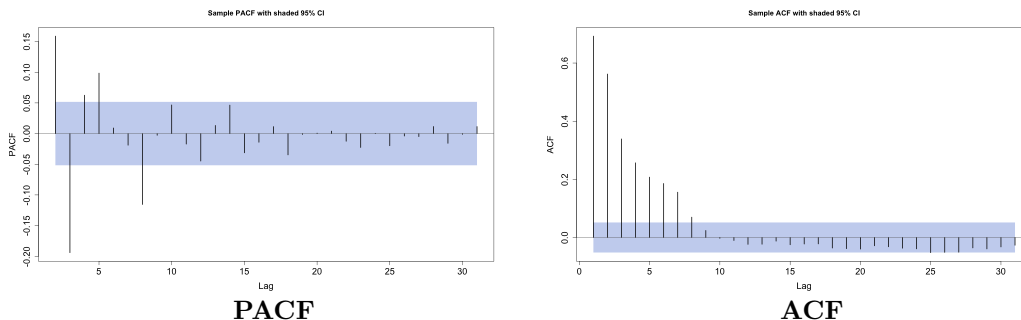 Sample PACF with shaded 95% CI
PACF
0.15
0.10
0.05
0.00
-0.05
-0.10
-0.15
-0.20
5 10 15 20 25 30
Lag
PACF
Sample ACF with shaded 95% CI
ACF
0.6
0.4
0.2
0.0
0 5 10 15 20 25 30
Lag
ACF